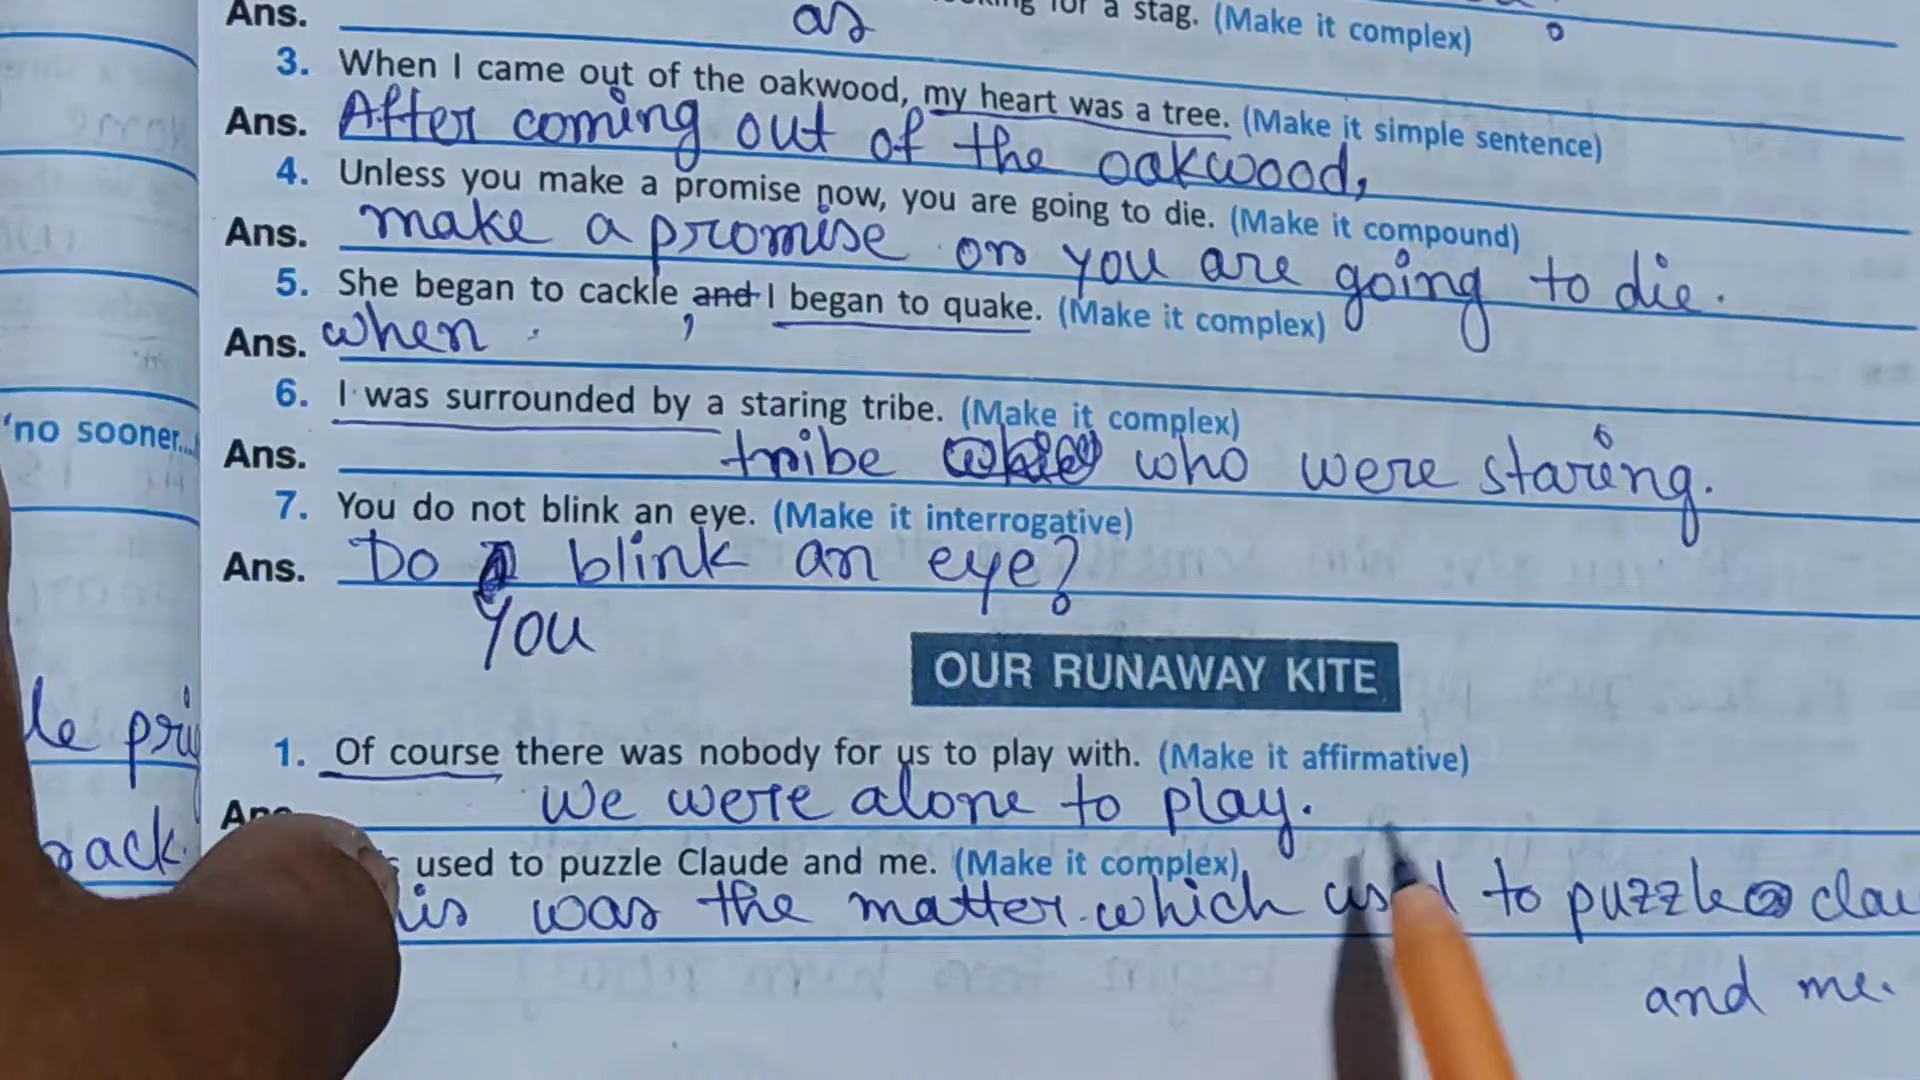 Ans. as
for a stag. (Make it complex)
3. When I came out of the oakwood, my heart was a tree. (Make it simple sentence)
Ans. After coming out of the oakwood,
4. Unless you make a promise now, you are going to die. (Make it compound)
Ans. make a promise or you are going to die.
5. She began to cackle, and I began to quake. (Make it complex)
Ans. when
6. I was surrounded by a staring tribe. (Make it complex)
Ans. tribe who were staring.
7. You do not blink an eye. (Make it interrogative)
Ans. Do blink an eye?
You
OUR RUNAWAY KITE
1. Of course there was nobody for us to play with. (Make it affirmative)
We were alone to play.
used to puzzle Claude and me. (Make it complex)
was the matter which used to puzzle
and me.
'no sooner...